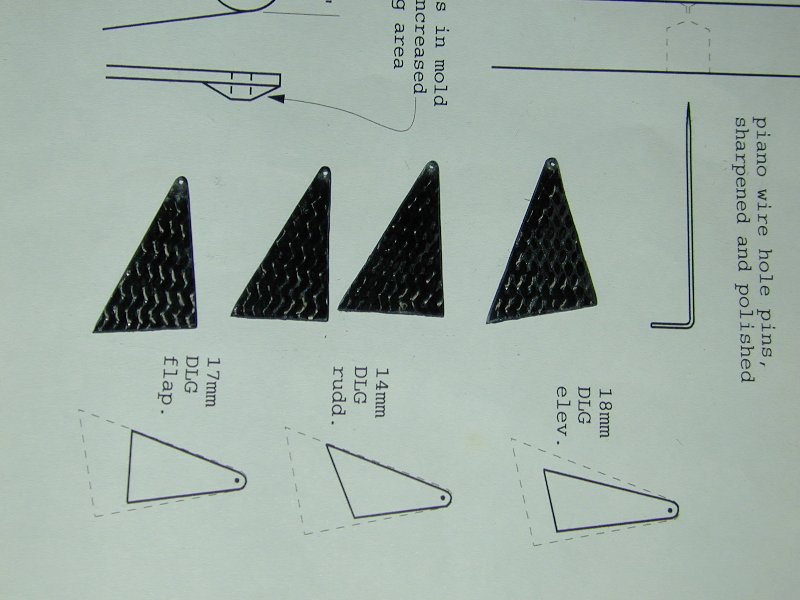 piano wire hole pins,
sharpened and polished
s in mold
ncreased
g area
18mm
DLG
elev.
14mm
DLG
rudd.
17mm
DLG
flap.